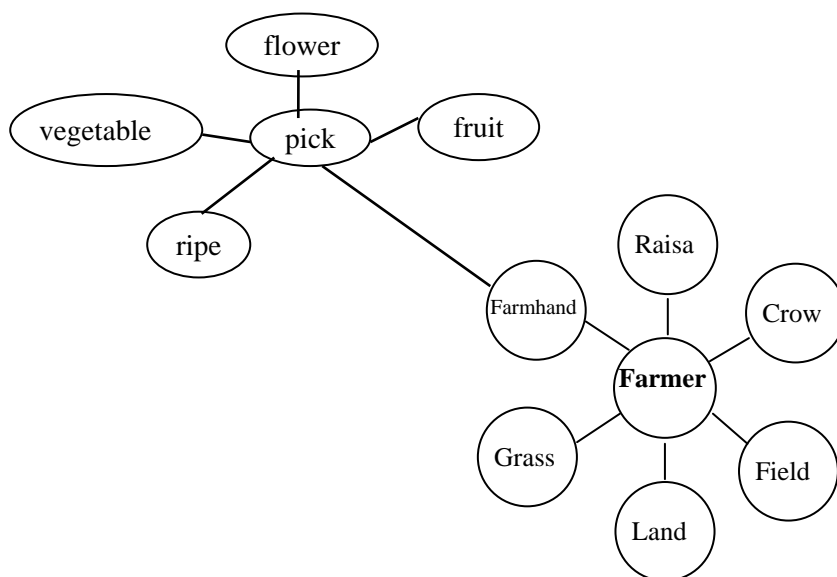 flower
vegetable
pick
fruit
ripe
Raisa
Farmhand
Crow
Farmer
Grass
Field
Land